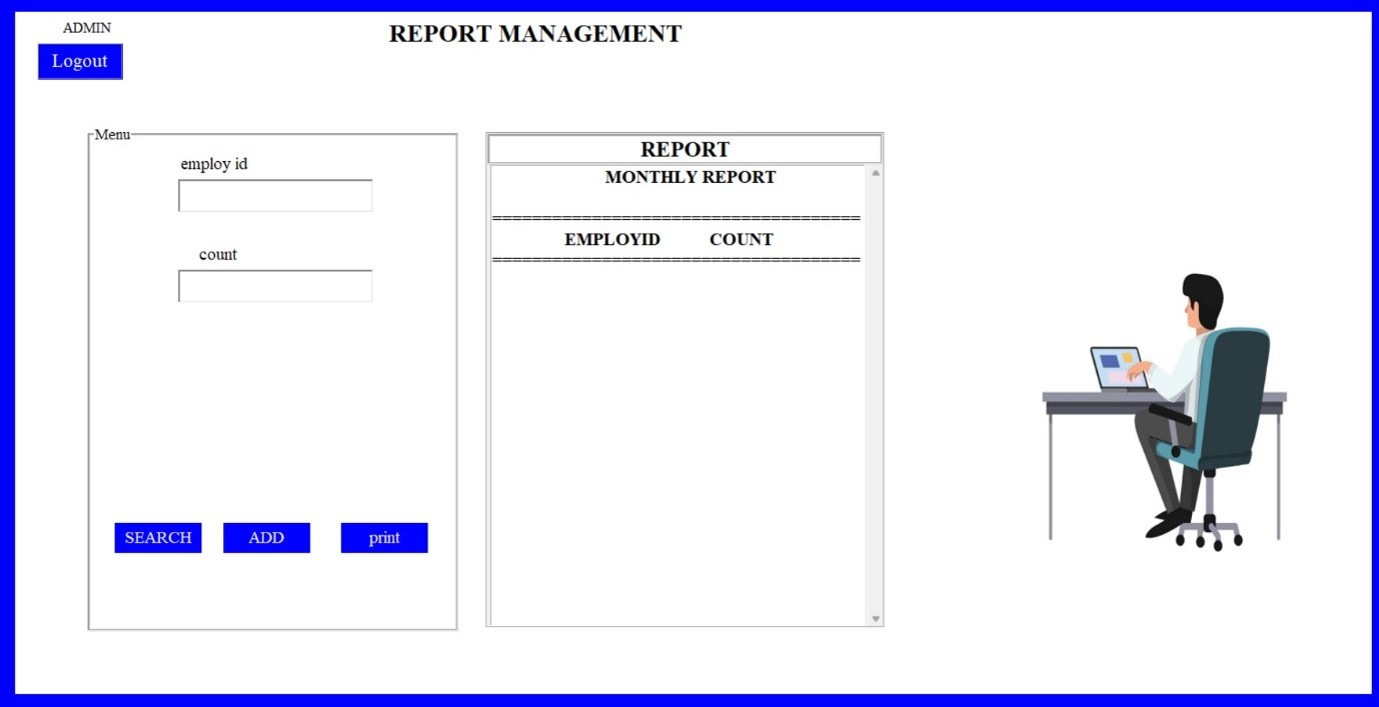 ADMIN
REPORT MANAGEMENT
Logout
Menu
employ id
count
SEARCH
ADD
print
REPORT
MONTHLY REPORT
=====================================
EMPLOYID COUNT
=====================================